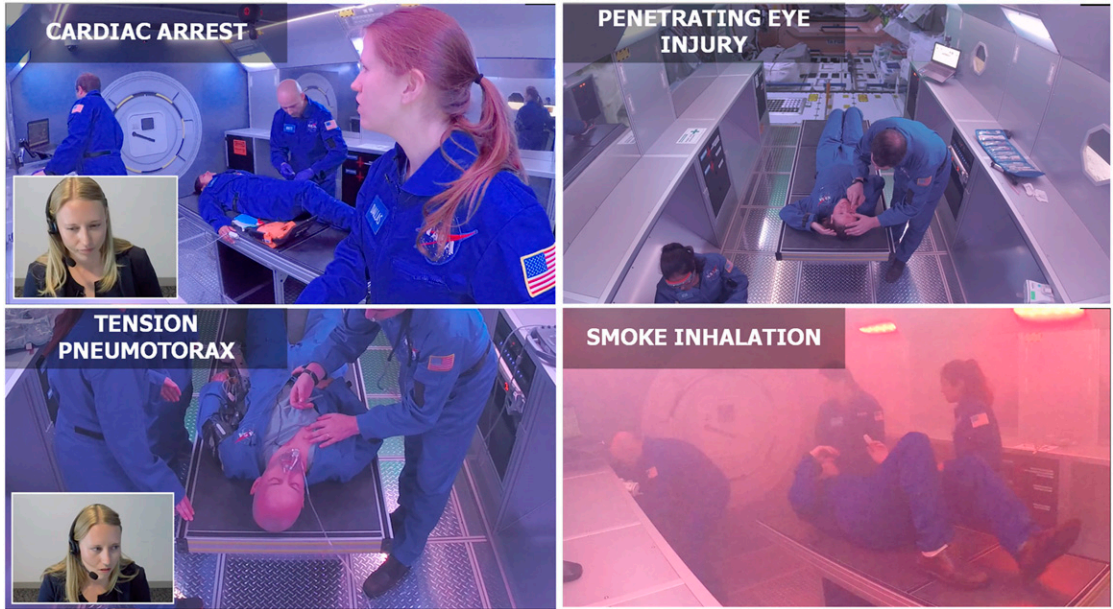 CARDIAC ARREST
PENETRATING EYE
INJURY
TENSION
PNEUMOTORAX
SMOKE INHALATION